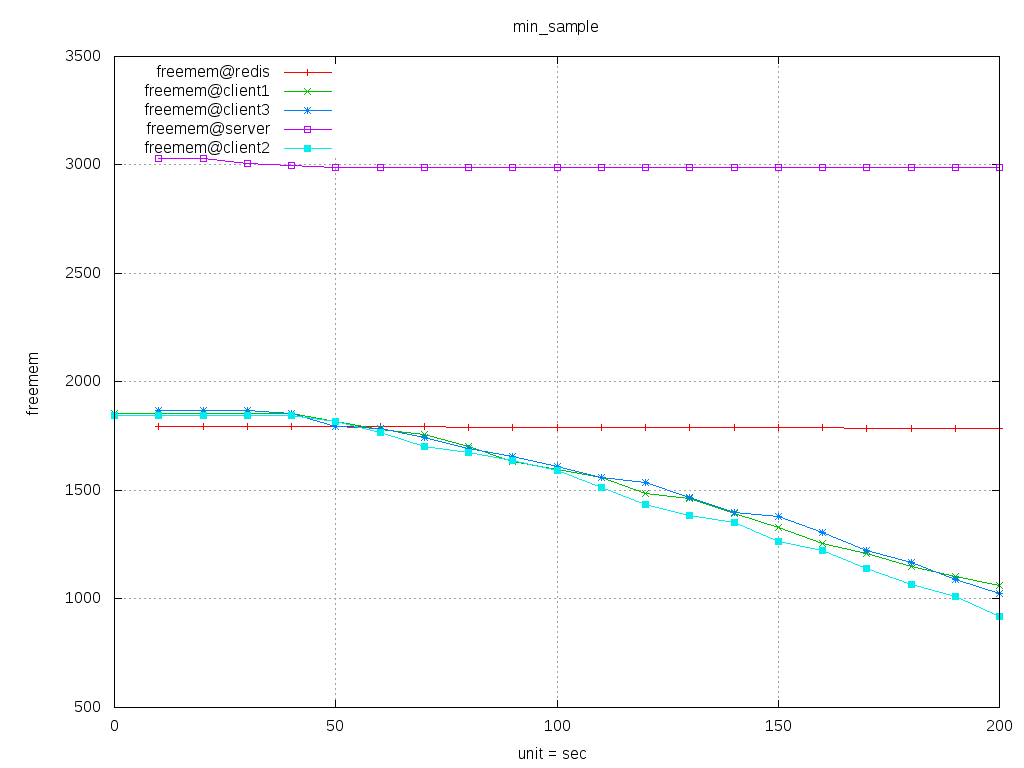 min_sample
3500
freemem@redis
freemem@client1
freemem@client3
freemem@server
freemem@client2
3000
2500
2000
freemem
1500
1000
500
0 50 100 150 200
unit = sec